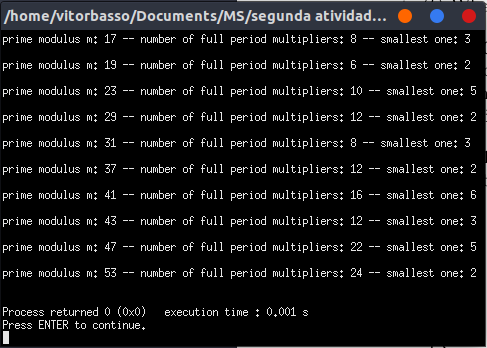 /home/vitorbasso/Documents/MS/segunda atividad...
prime modulus m: 17 -- number of full period multipliers: 8 -- smallest one: 3
prime modulus m: 19 -- number of full period multipliers: 6 -- smallest one: 2
prime modulus m: 23 -- number of full period multipliers: 10 -- smallest one: 5
prime modulus m: 29 -- number of full period multipliers: 12 -- smallest one: 2
prime modulus m: 31 -- number of full period multipliers: 8 -- smallest one: 3
prime modulus m: 37 -- number of full period multipliers: 12 -- smallest one: 2
prime modulus m: 41 -- number of full period multipliers: 16 -- smallest one: 6
prime modulus m: 43 -- number of full period multipliers: 12 -- smallest one: 3
prime modulus m: 47 -- number of full period multipliers: 22 -- smallest one: 5
prime modulus m: 53 -- number of full period multipliers: 24 -- smallest one: 2
Process returned 0 (0x0)   execution time : 0.001 s
Press ENTER to continue.